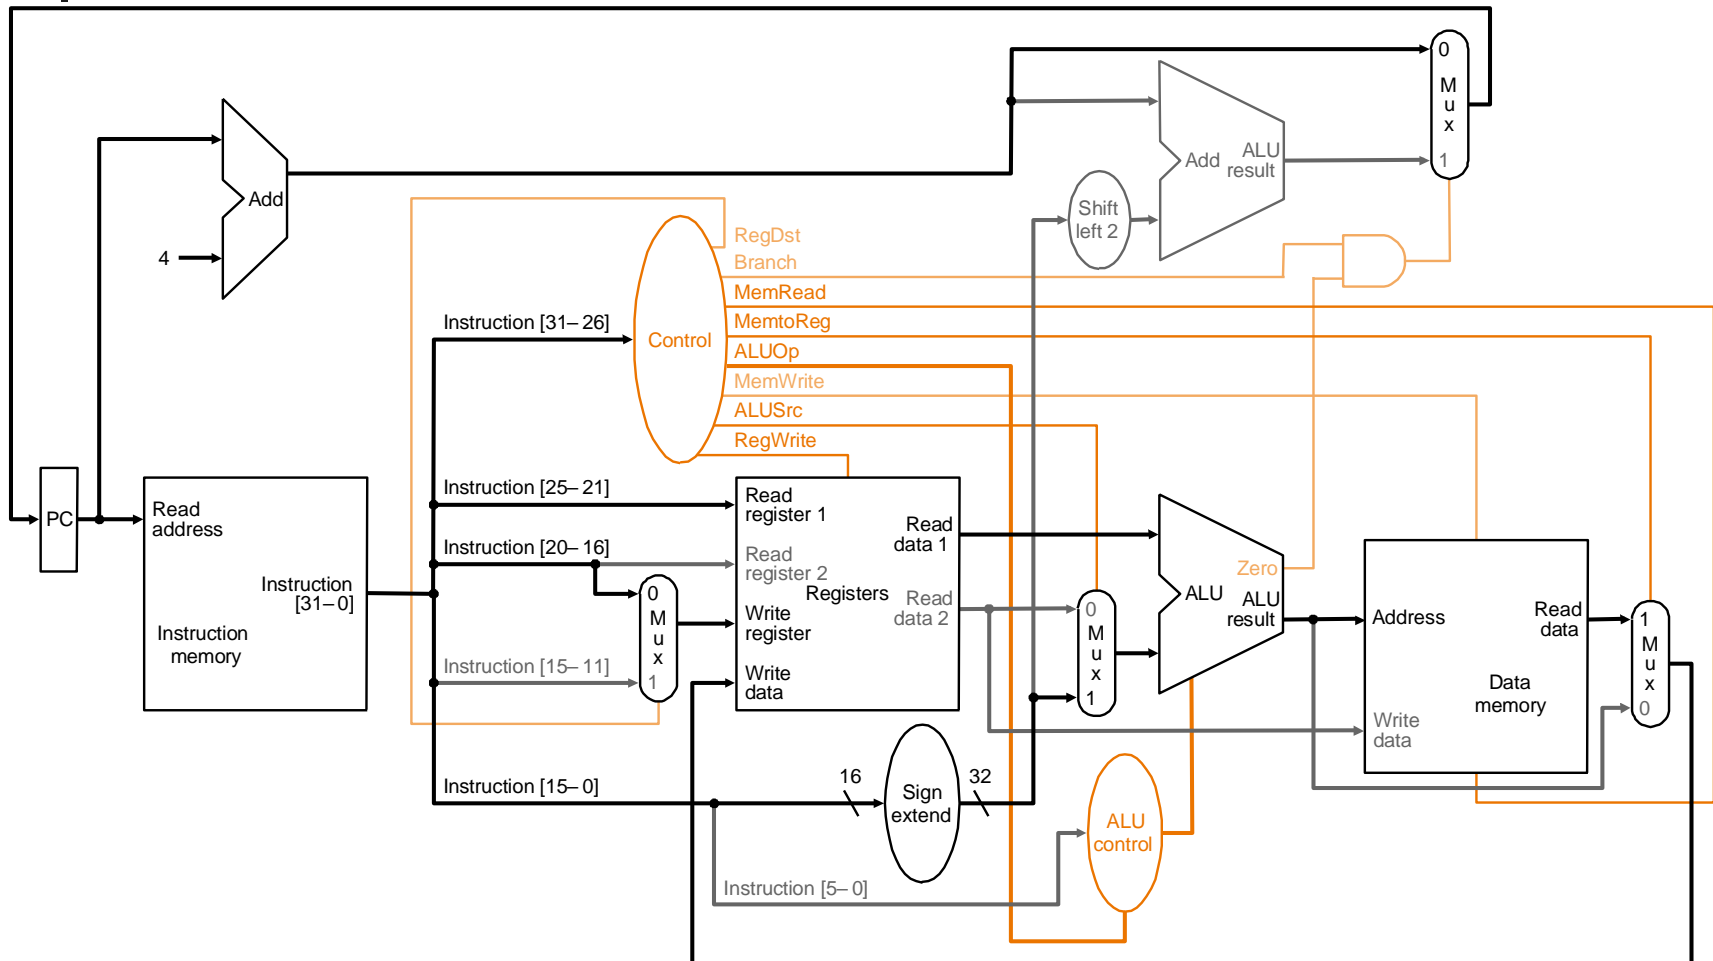 0
M
u
x
1
Add
ALU
result
Add
4
Shift
left 2
RegDst
Branch
MemRead
MemtoReg
ALUOp
MemWrite
ALUSrc
RegWrite
Control
Instruction [31–26]
Instruction [25–21]
Instruction [20–16]
Instruction [15–11]
Instruction [15–0]
Instruction [5–0]
PC
Read
address
Instruction
[31–0]
Instruction
memory
0
M
u
x
1
Read
register 1
Read
register 2
Write
register
Write
data
Registers
Read
data 1
Read
data 2
16
Sign
extend
32
0
M
u
x
1
ALU
control
Zero
ALU
ALU
result
Address
Read
data
Data
memory
Write
data
1
M
u
x
0